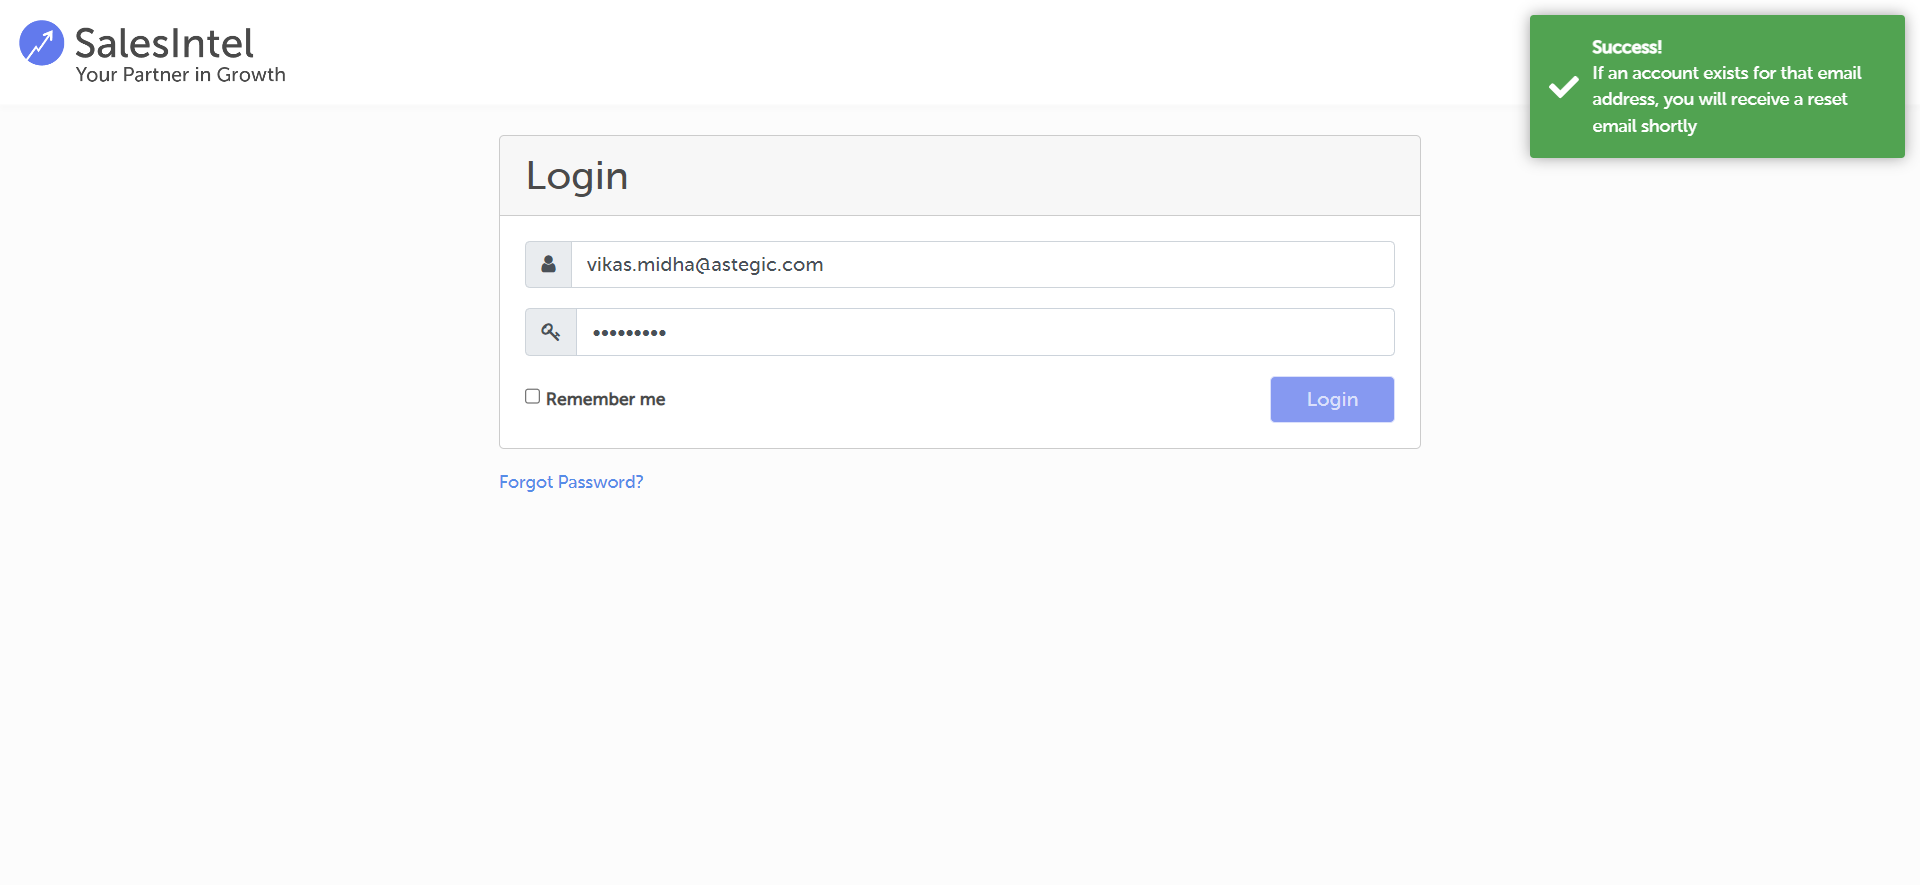 SalesIntel
Your Partner in Growth
Success!
If an account exists for that email
address, you will receive a reset
email shortly
Login
vikas.midha@astegic.com
•••••••••
Remember me
Login
Forgot Password?